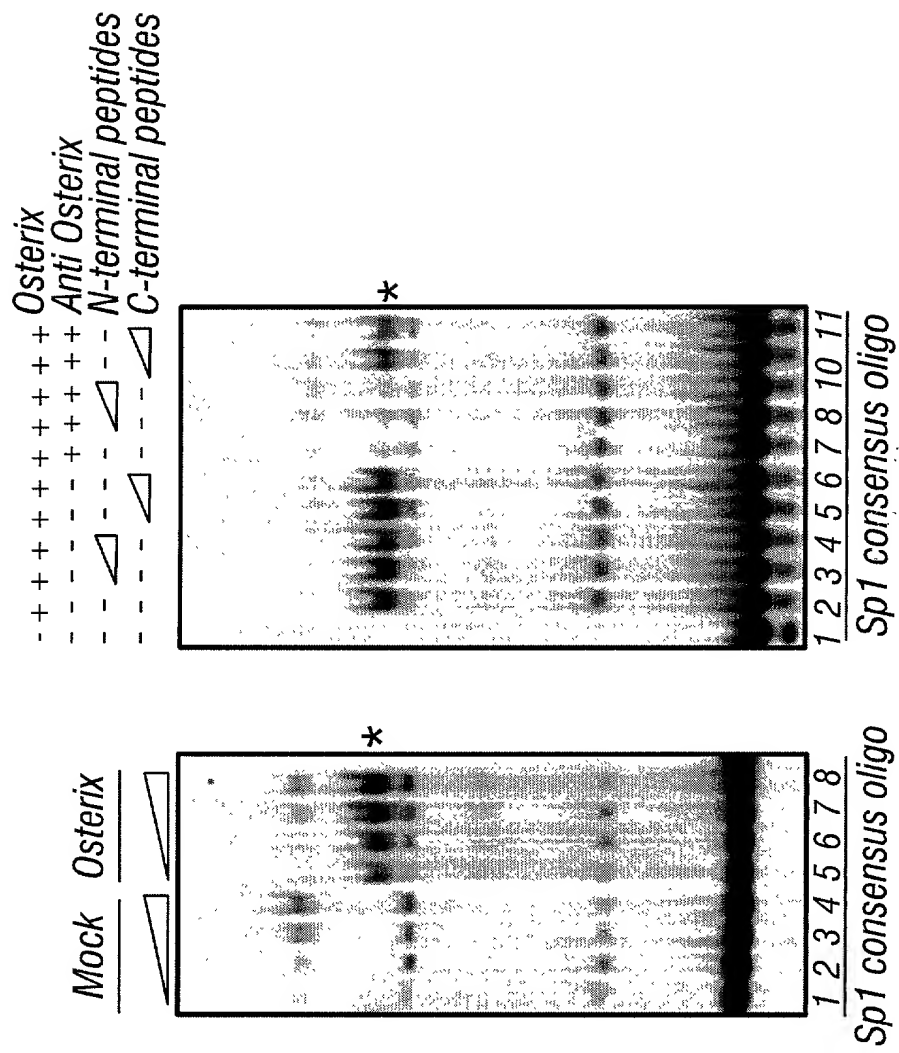 Mock Osterix
*
1 2 3 4 5 6 7 8
Sp1 consensus oligo
- + + + + + + + + + + Osterix
- - - - - - + + + + + Anti Osterix
- - - - - - - N-terminal peptides
- - - - - - - C-terminal peptides
*
1 2 3 4 5 6 7 8 10 11
Sp1 consensus oligo